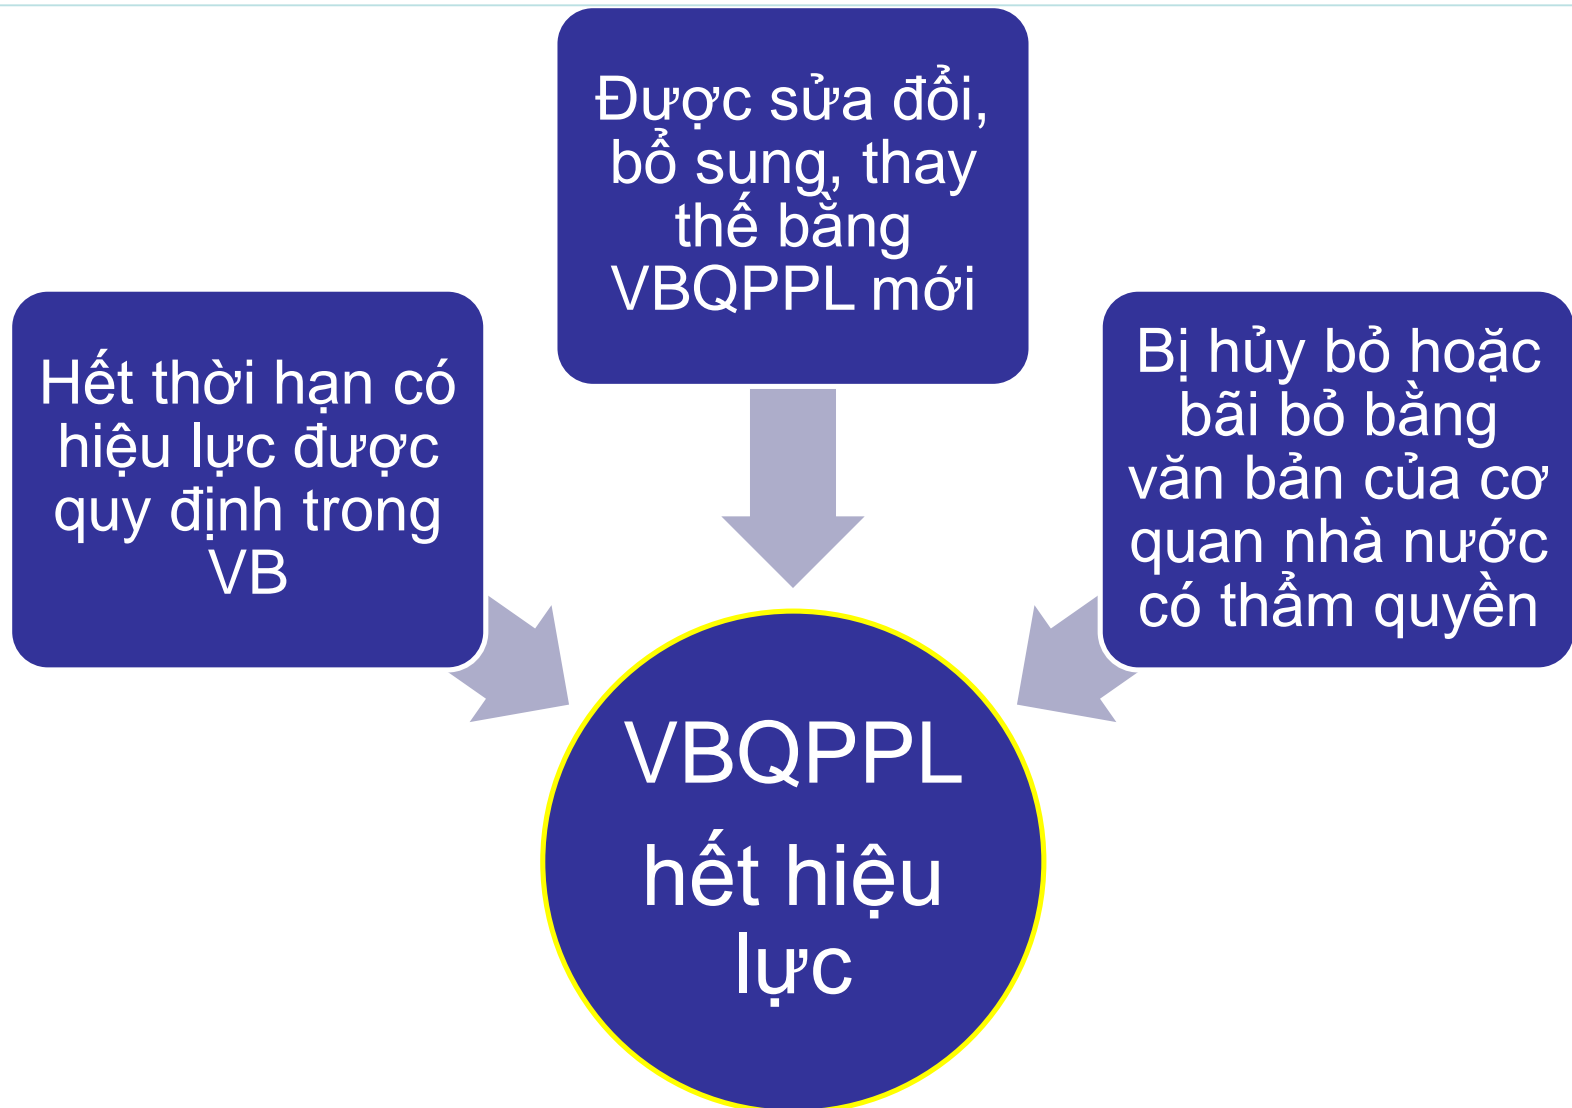 Được sửa đổi,
bổ sung, thay
thế bằng
VBQPPL mới
Hết thời hạn có
hiệu lực được
quy định trong
VB
Bị hủy bỏ hoặc
bãi bỏ bằng
văn bản của cơ
quan nhà nước
có thẩm quyền
VBQPPL
hết hiệu
lực